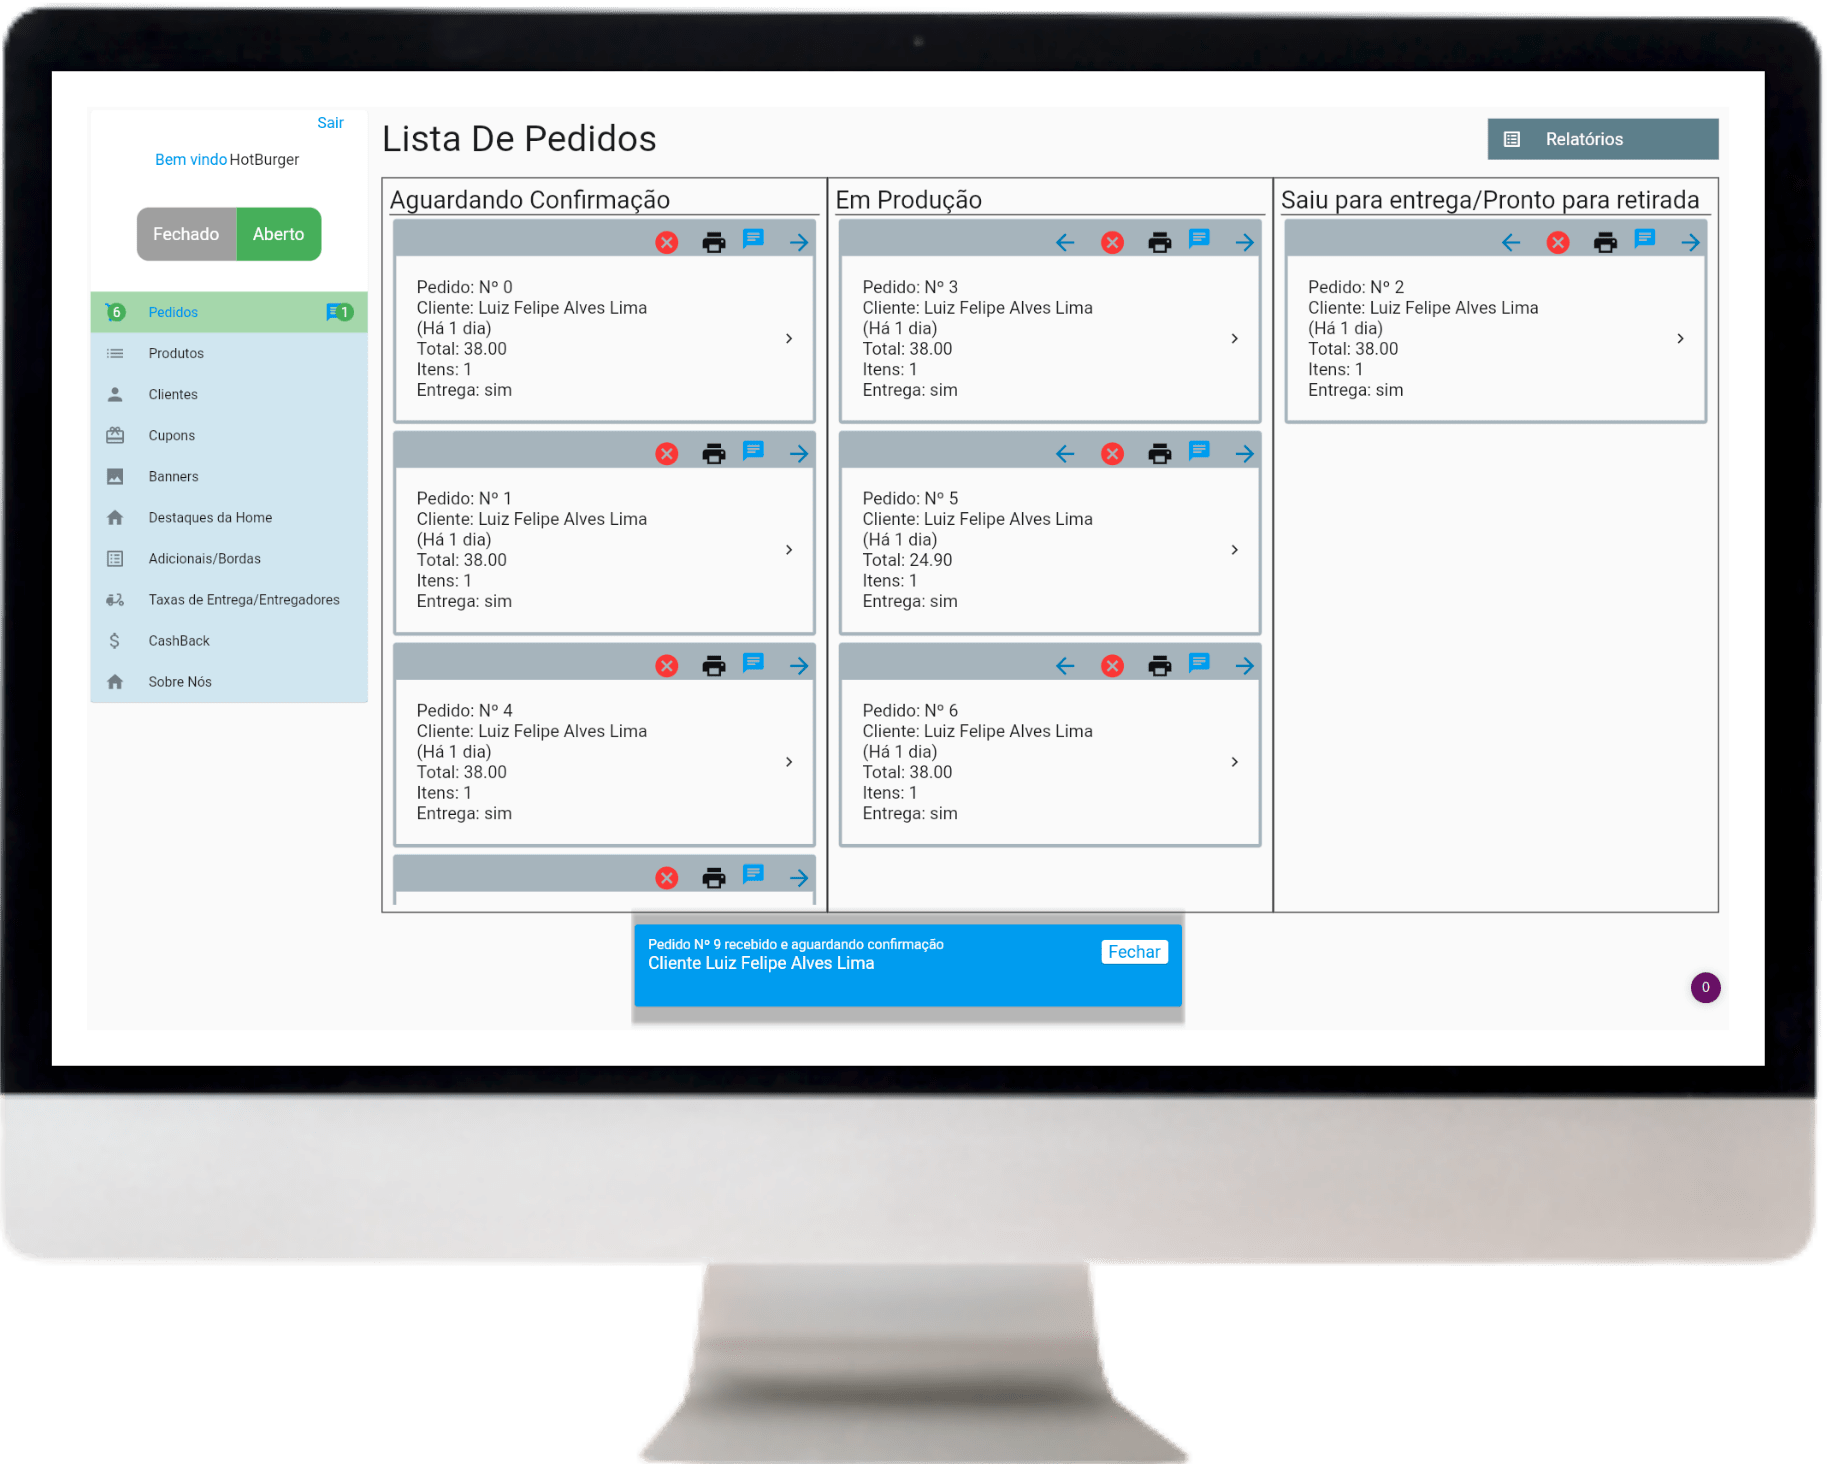 Sair
Bem vindo HotBurger
Fechado Aberto
6 Pedidos 1
Produtos
Clientes
Cupons
Banners
Destaques da Home
Adicionais/Bordas
Taxas de Entrega/Entregadores
CashBack
Sobre Nós
Lista De Pedidos
Relatórios
Aguardando Confirmação
Pedido: Nº 0
Cliente: Luiz Felipe Alves Lima
(Há 1 dia)
Total: 38.00
Itens: 1
Entrega: sim
Pedido: Nº 1
Cliente: Luiz Felipe Alves Lima
(Há 1 dia)
Total: 38.00
Itens: 1
Entrega: sim
Pedido: Nº 4
Cliente: Luiz Felipe Alves Lima
(Há 1 dia)
Total: 38.00
Itens: 1
Entrega: sim
Em Produção
Pedido: Nº 3
Cliente: Luiz Felipe Alves Lima
(Há 1 dia)
Total: 38.00
Itens: 1
Entrega: sim
Pedido: Nº 5
Cliente: Luiz Felipe Alves Lima
(Há 1 dia)
Total: 24.90
Itens: 1
Entrega: sim
Pedido: Nº 6
Cliente: Luiz Felipe Alves Lima
(Há 1 dia)
Total: 38.00
Itens: 1
Entrega: sim
Saiu para entrega/Pronto para retirada
Pedido: Nº 2
Cliente: Luiz Felipe Alves Lima
(Há 1 dia)
Total: 38.00
Itens: 1
Entrega: sim
Pedido Nº 9 recebido e aguardando confirmação
Cliente Luiz Felipe Alves Lima
Fechar
0